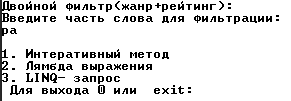 Двойной фильтр(жанр+рейтинг):
Введите часть слова для фильтрации:
ра
1. Интеративный метод
2. Лямбда выражения
3. LINQ- запрос
Для выхода 0 или  exit: